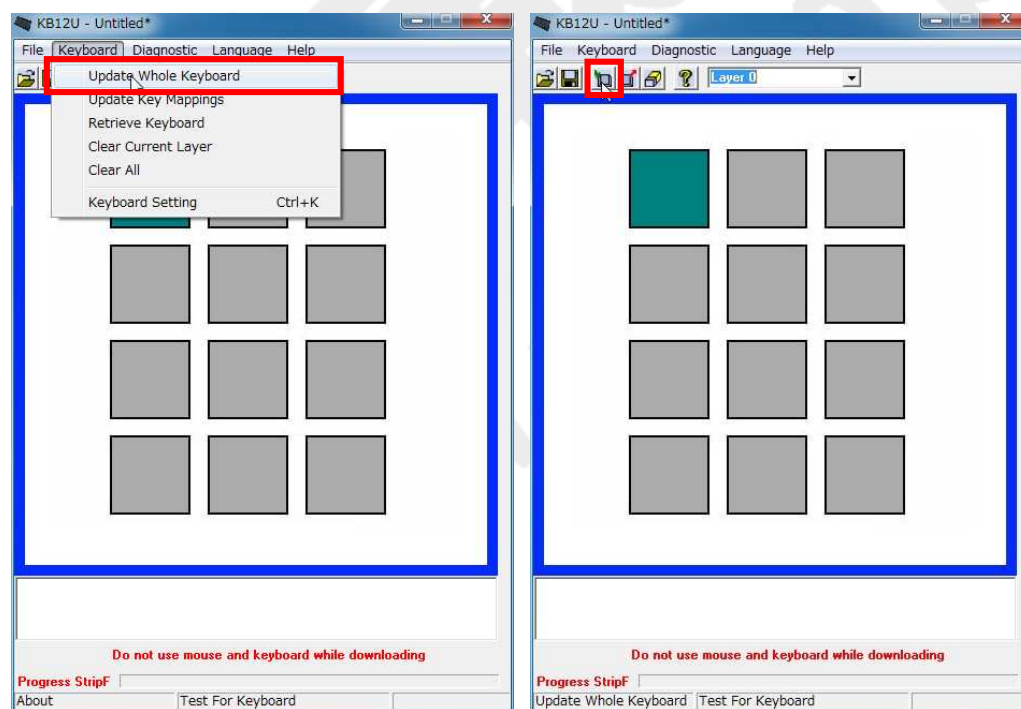 KB12U - Untitled*
File Keyboard Diagnostic Language Help
Update Whole Keyboard
Update Key Mappings
Retrieve Keyboard
Clear Current Layer
Clear All
Keyboard Setting Ctrl+K
Do not use mouse and keyboard while downloading
Progress StripF
About Test For Keyboard
KB12U - Untitled*
File Keyboard Diagnostic Language Help
Layer 0
Do not use mouse and keyboard while downloading
Progress StripF
Update Whole Keyboard Test For Keyboard